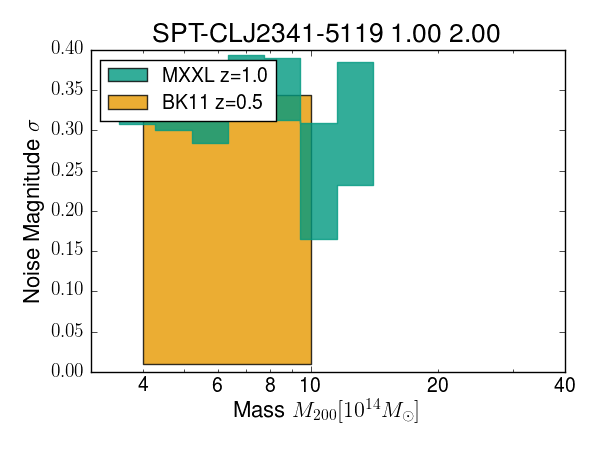 SPT-CLJ2341-5119 1.00 2.00
0.40
0.35
0.30
0.25
0.20
0.15
0.10
0.05
0.00
Noise Magnitude σ
MXXL z=1.0
BK11 z=0.5
4 6 8 10 20 40
Mass M₂₀₀[10¹⁴M⊙]